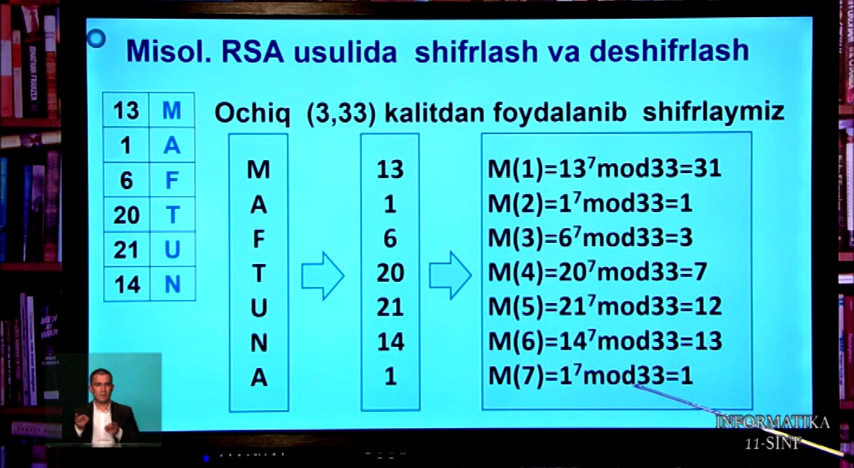 Misol. RSA usulida shifrlash va deshifrlash
13 M
1 A
6 F
20 T
21 U
14 N
Ochiq (3,33) kalitdan foydalanib shifrlaymiz
M 13 M(1)=13⁷mod33=31
A 1 M(2)=1⁷mod33=1
F 6 M(3)=6⁷mod33=3
T 20 M(4)=20⁷mod33=7
U 21 M(5)=21⁷mod33=12
N 14 M(6)=14⁷mod33=13
A 1 M(7)=1⁷mod33=1
INFORMATIKA
11-SINF